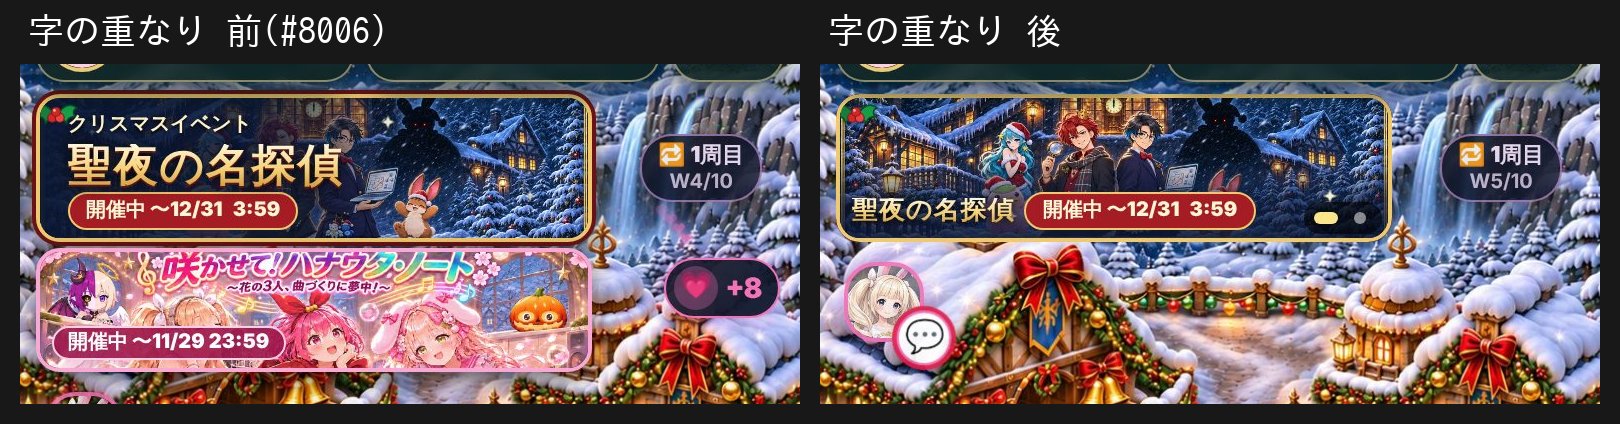 字の重なり 前(#8006)
クリスマスイベント
聖夜の名探偵
開催中 〜12/31 3:59
1周目
W4/10
咲かせて!ハナウタ・ノート
〜花の3人、曲づくりに夢中!〜
+8
開催中 〜11/29 23:59
字の重なり 後
1周目
W5/10
聖夜の名探偵
開催中 〜12/31 3:59